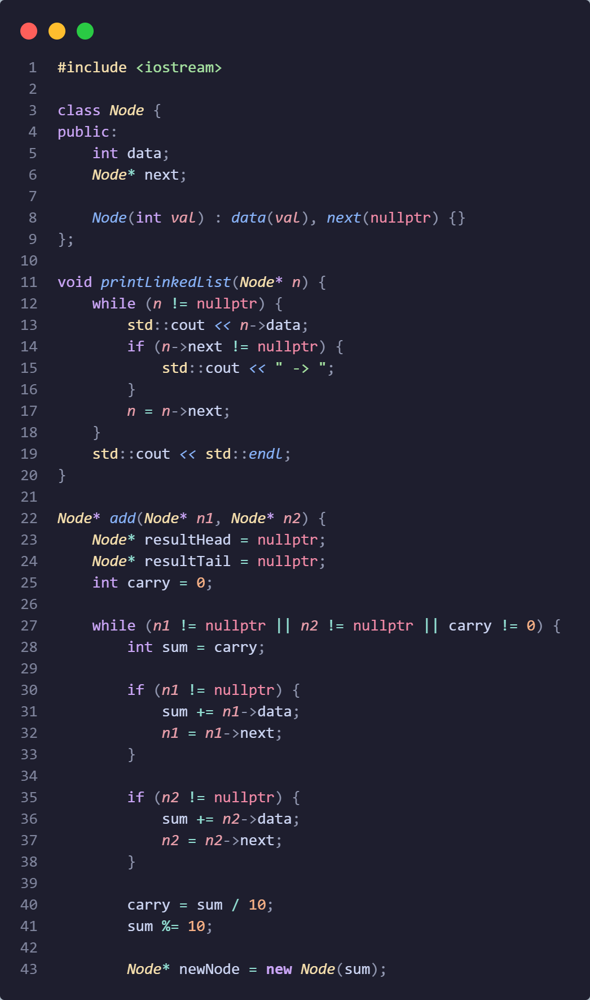 1 #include <iostream>
2
3 class Node {
4 public:
5     int data;
6     Node* next;
7
8     Node(int val) : data(val), next(nullptr) {}
9 };
10
11 void printLinkedList(Node* n) {
12     while (n != nullptr) {
13         std::cout << n->data;
14         if (n->next != nullptr) {
15             std::cout << " -> ";
16         }
17         n = n->next;
18     }
19     std::cout << std::endl;
20 }
21
22 Node* add(Node* n1, Node* n2) {
23     Node* resultHead = nullptr;
24     Node* resultTail = nullptr;
25     int carry = 0;
26
27     while (n1 != nullptr || n2 != nullptr || carry != 0) {
28         int sum = carry;
29
30         if (n1 != nullptr) {
31             sum += n1->data;
32             n1 = n1->next;
33         }
34
35         if (n2 != nullptr) {
36             sum += n2->data;
37             n2 = n2->next;
38         }
39
40         carry = sum / 10;
41         sum %= 10;
42
43         Node* newNode = new Node(sum);